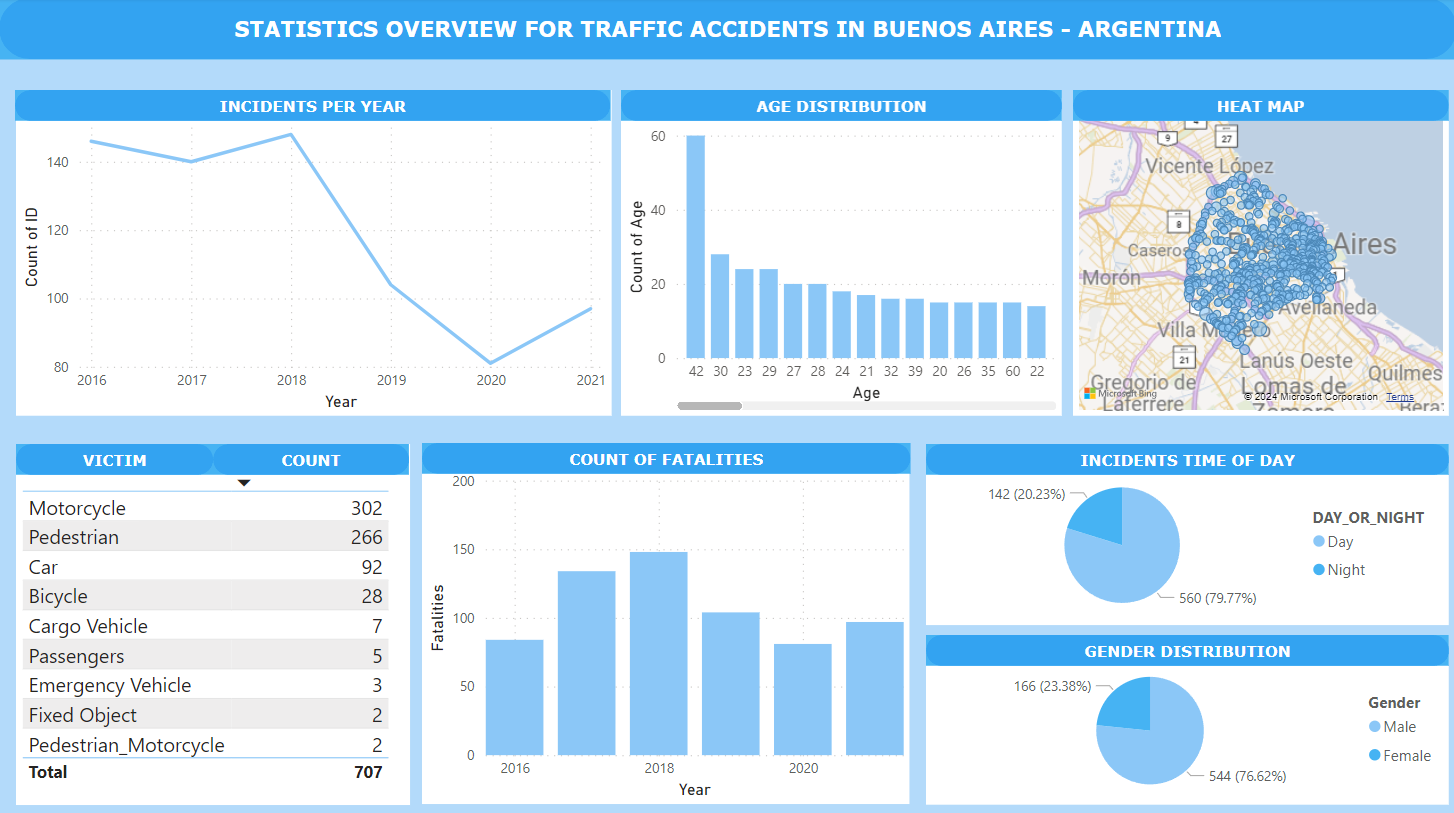 STATISTICS OVERVIEW FOR TRAFFIC ACCIDENTS IN BUENOS AIRES - ARGENTINA
INCIDENTS PER YEAR
Count of ID
140
120
100
80
2016 2017 2018 2019 2020 2021
Year
AGE DISTRIBUTION
Count of Age
60
40
20
0
42 30 23 29 27 28 24 21 32 39 20 26 35 60 22
Age
HEAT MAP
9
27
Vicente López
8
Caseros
Aires
Morón
Avellaneda
Villa
21
Lanús Oeste
Quilmes
Gregorio de
Laferrere
Lomas de
Microsoft Bing
© 2024 Microsoft Corporation Terms
VICTIM COUNT
Motorcycle 302
Pedestrian 266
Car 92
Bicycle 28
Cargo Vehicle 7
Passengers 5
Emergency Vehicle 3
Fixed Object 2
Pedestrian_Motorcycle 2
Total 707
COUNT OF FATALITIES
Fatalities
200
150
100
50
0
2016 2018 2020
Year
INCIDENTS TIME OF DAY
142 (20.23%)
560 (79.77%)
DAY_OR_NIGHT
Day
Night
GENDER DISTRIBUTION
166 (23.38%)
544 (76.62%)
Gender
Male
Female